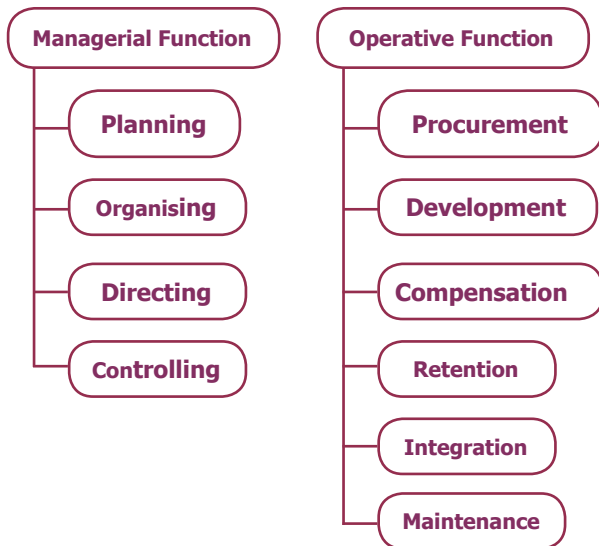 Managerial Function
Planning
Organising
Directing
Controlling
Operative Function
Procurement
Development
Compensation
Retention
Integration
Maintenance